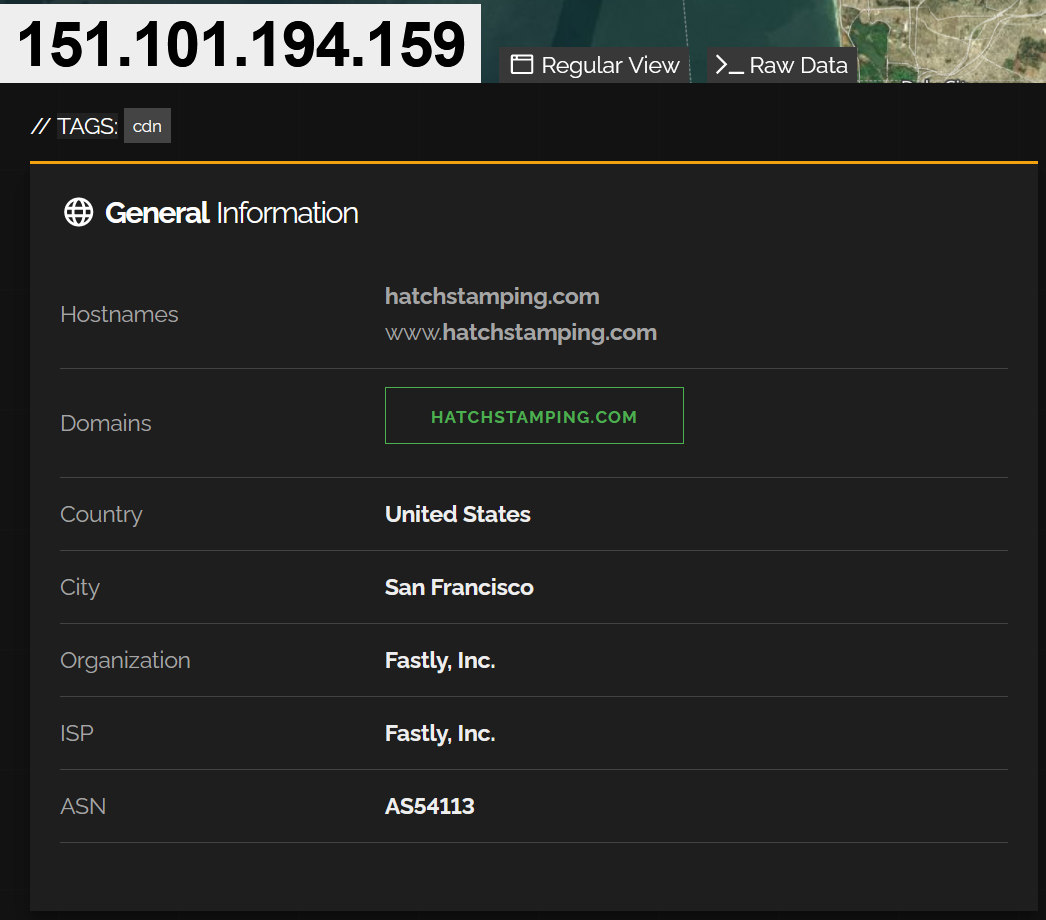 151.101.194.159
Regular View
Raw Data
// TAGS: cdn
General Information
Hostnames
hatchstamping.com
www.hatchstamping.com
Domains
HATCHSTAMPING.COM
Country
United States
City
San Francisco
Organization
Fastly, Inc.
ISP
Fastly, Inc.
ASN
AS54113